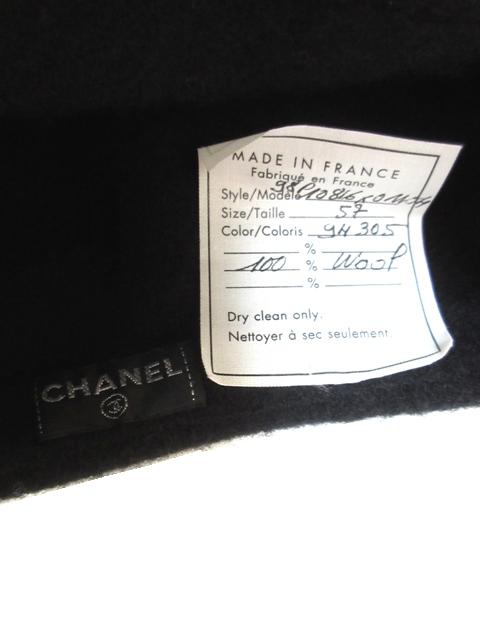 MADE IN FRANCE
Fabriqué en France
Style/Modèle
Size/Taille 57
Color/Coloris 94305
%
100 % Wool
%
Dry clean only.
Nettoyer à sec seulement.
CHANEL